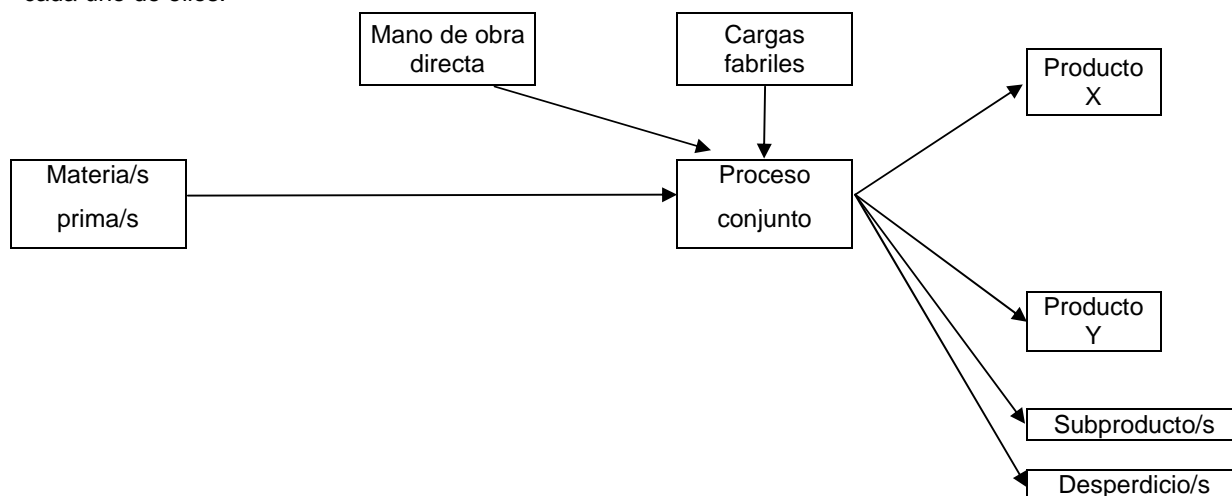 cada uno de ellos.
Mano de obra
directa
Cargas
fabriles
Producto
X
Materia/s
prima/s
Proceso
conjunto
Producto
Y
Subproducto/s
Desperdicio/s